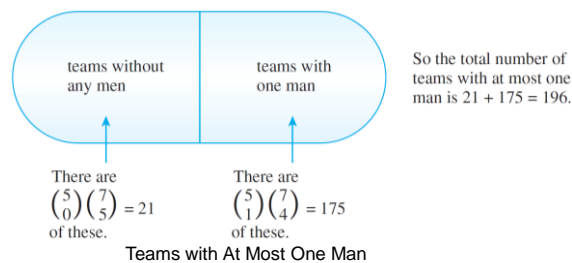 teams without
any men
teams with
one man
So the total number of
teams with at most one
man is 21 + 175 = 196.
There are
(5 0)(7 5) = 21
of these.
There are
(5 1)(7 4) = 175
of these.
Teams with At Most One Man